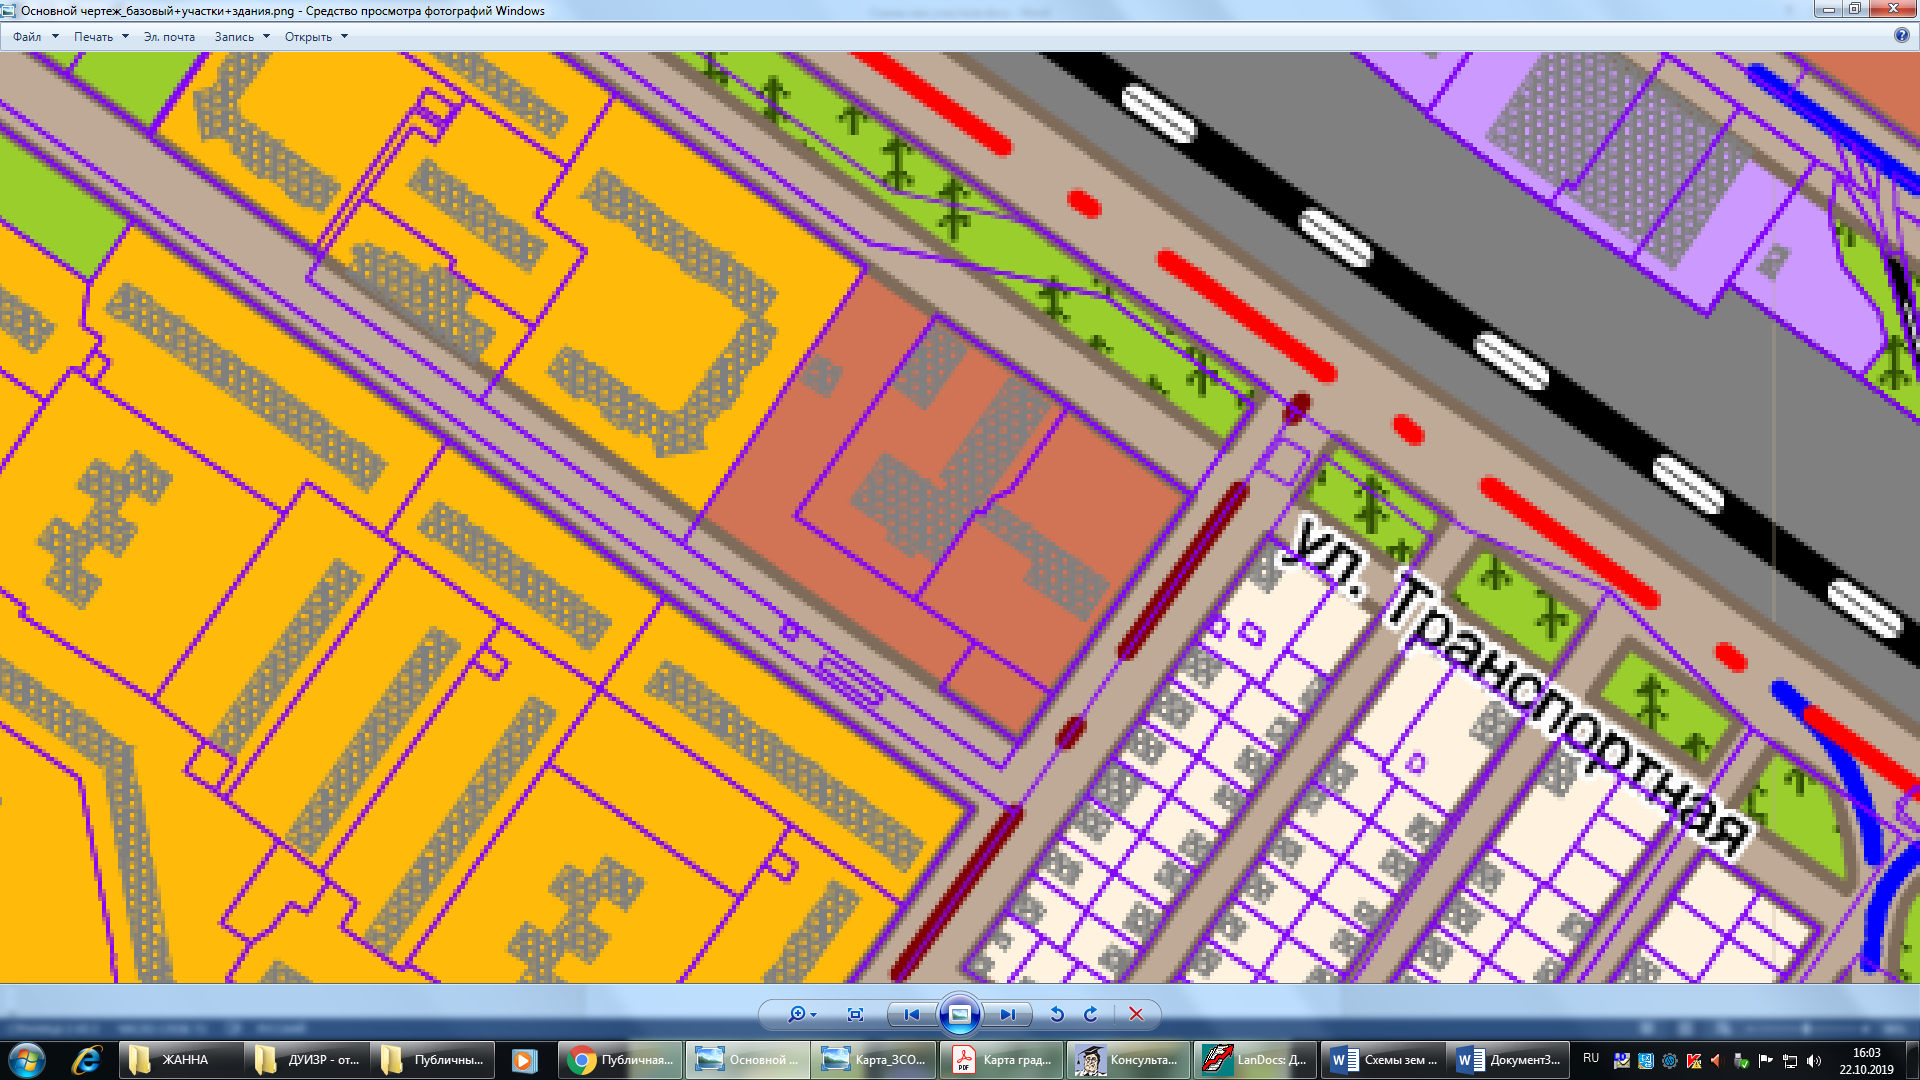 Основной чертеж_базовый+участки+здания.png - Средство просмотра фотографий Windows
Файл Печать Эл. почта Запись Открыть
ул. Транспортная
ЖАННА
ДУИЗР - от...
Публичны...
Публичная...
Основной ...
Карта_ЗСО...
PDF
Карта град...
Консульта...
LanDocs: Д...
Схемы зем ...
Документ3...
RU
16:03
22.10.2019